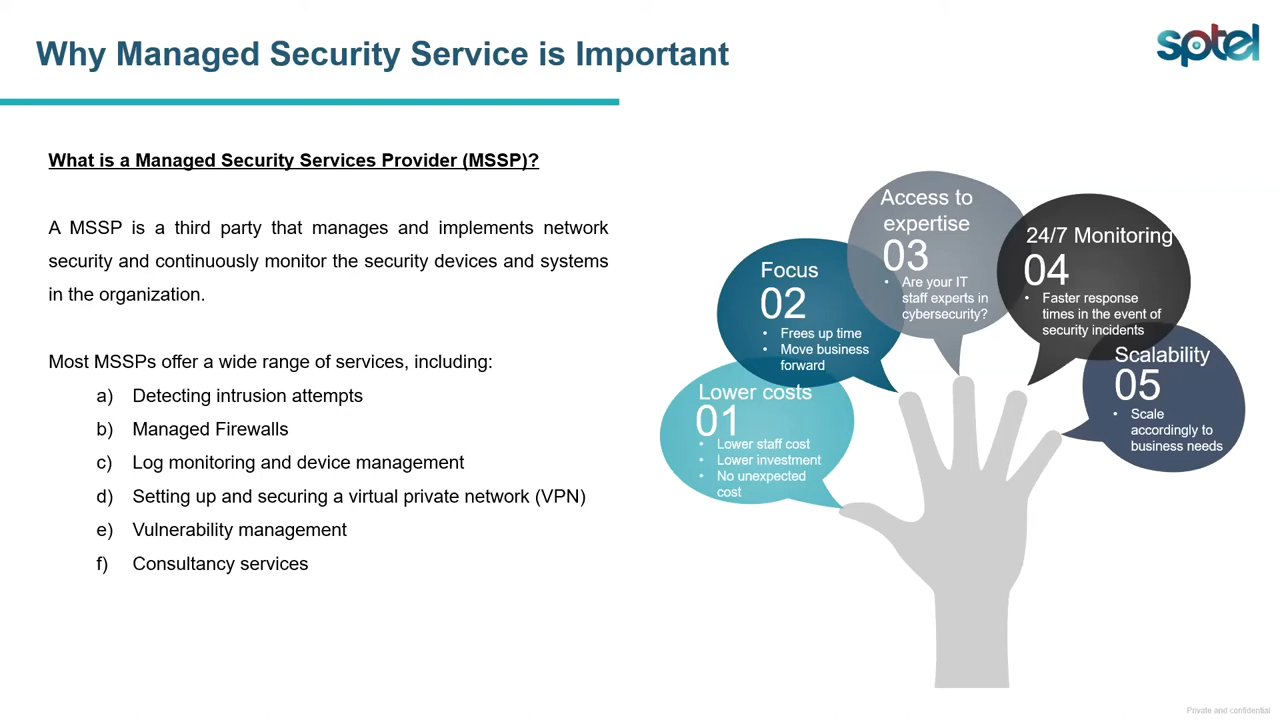 Why Managed Security Service is Important
sptel
What is a Managed Security Services Provider (MSSP)?
A MSSP is a third party that manages and implements network
security and continuously monitor the security devices and systems
in the organization.
Most MSSPs offer a wide range of services, including:
a) Detecting intrusion attempts
b) Managed Firewalls
c) Log monitoring and device management
d) Setting up and securing a virtual private network (VPN)
e) Vulnerability management
f) Consultancy services
Lower costs
01
• Lower staff cost
• Lower investment
• No unexpected
cost
Focus
02
• Frees up time
• Move business
forward
Access to
expertise
03
• Are your IT
staff experts in
cybersecurity?
24/7 Monitoring
04
• Faster response
times in the event of
security incidents
Scalability
05
• Scale
accordingly to
business needs
Private and confidential